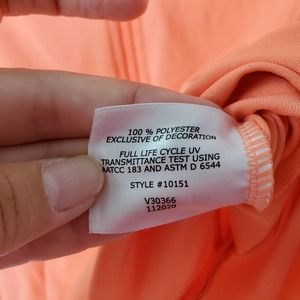 100 % POLYESTER
EXCLUSIVE OF DECORATION
FULL LIFE CYCLE UV
TRANSMITTANCE TEST USING
AATCC 183 AND ASTM D 6544
STYLE #10151
V30366
112020